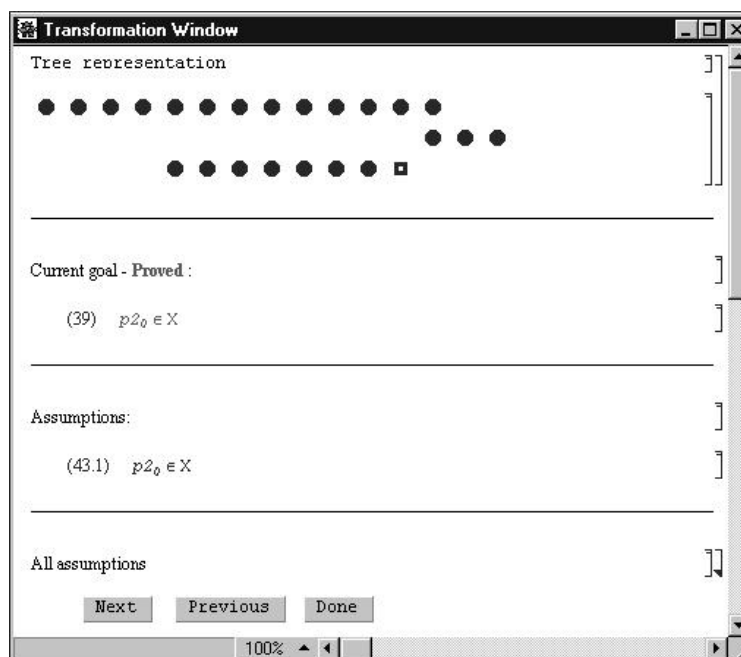 Transformation Window
Tree representation
Current goal - Proved :
(39) p2₀ ∈ X
Assumptions:
(43.1) p2₀ ∈ X
All assumptions
Next Previous Done
100%